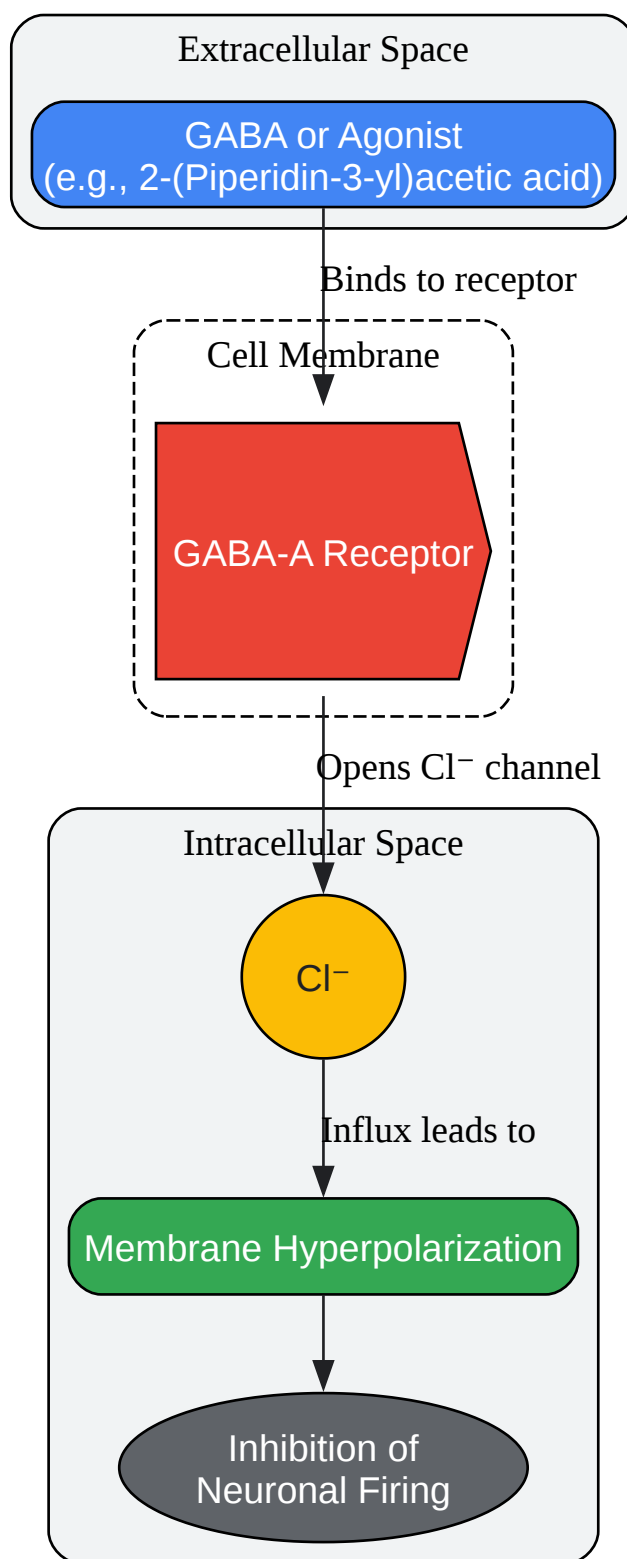 Extracellular Space
GABA or Agonist
(e.g., 2-(Piperidin-3-yl)acetic acid)
Binds to receptor
Cell Membrane
GABA-A Receptor
Opens Cl⁻ channel
Intracellular Space
Cl⁻
Influx leads to
Membrane Hyperpolarization
Inhibition of
Neuronal Firing